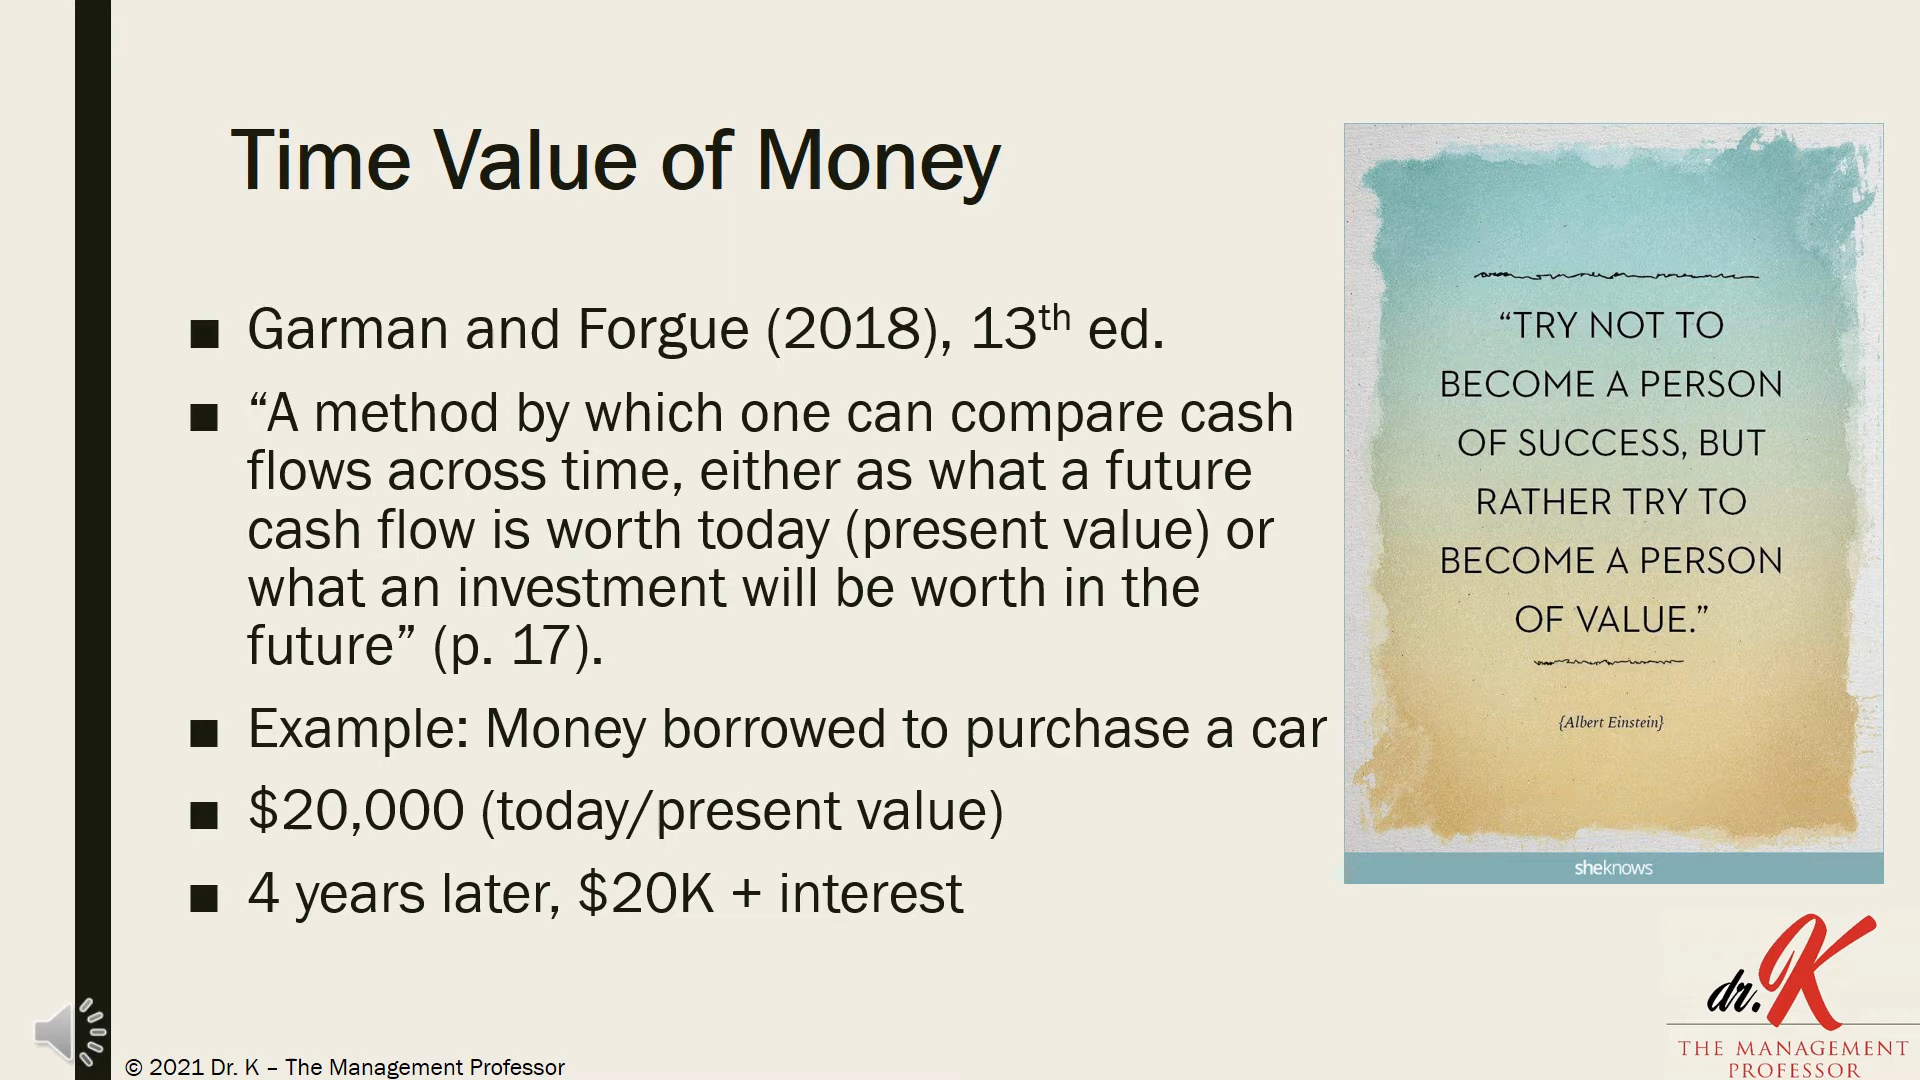 Time Value of Money
■ Garman and Forgue (2018), 13th ed.
■ “A method by which one can compare cash
flows across time, either as what a future
cash flow is worth today (present value) or
what an investment will be worth in the
future” (p. 17).
■ Example: Money borrowed to purchase a car
■ $20,000 (today/present value)
■ 4 years later, $20K + interest
“TRY NOT TO
BECOME A PERSON
OF SUCCESS, BUT
RATHER TRY TO
BECOME A PERSON
OF VALUE.”
{Albert Einstein}
sheknows
dr. K
THE MANAGEMENT
PROFESSOR
© 2021 Dr. K – The Management Professor